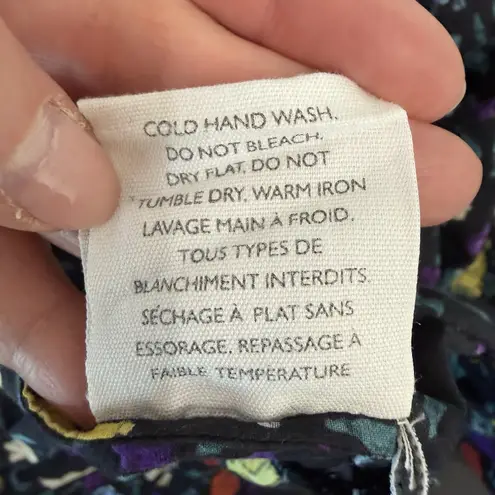 COLD HAND WASH.
DO NOT BLEACH.
DRY FLAT. DO NOT
TUMBLE DRY. WARM IRON
LAVAGE MAIN À FROID.
TOUS TYPES DE
BLANCHIMENT INTERDITS.
SÉCHAGE À PLAT SANS
ESSORAGE. REPASSAGE À
FAIBLE TEMPERATURE